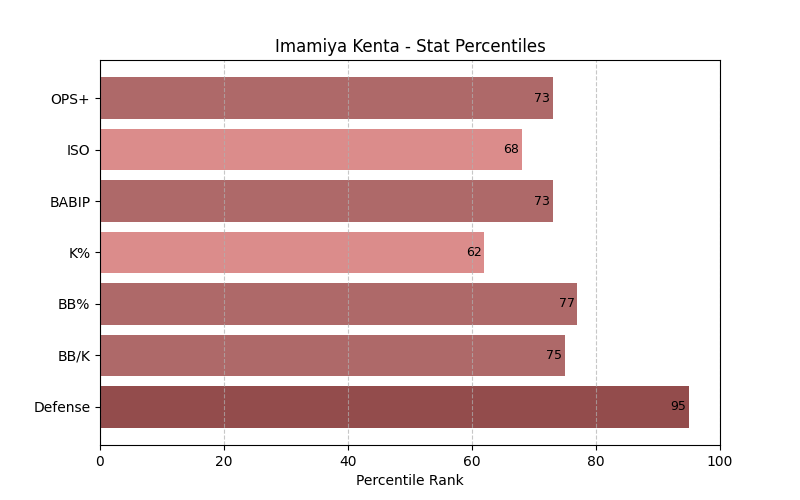 Imamiya Kenta - Stat Percentiles
OPS+ 73
ISO 68
BABIP 73
K% 62
BB% 77
BB/K 75
Defense 95
0 20 40 60 80 100
Percentile Rank